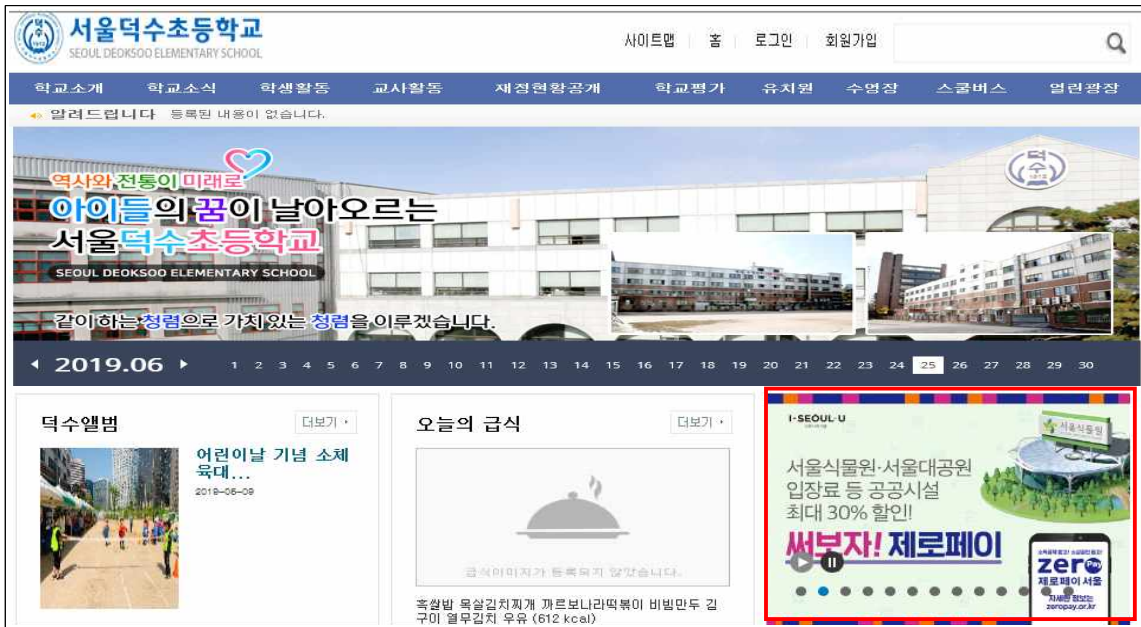 서울덕수초등학교
SEOUL DEOKSOO ELEMENTARY SCHOOL
사이트맵 홈 로그인 회원가입
학교소개 학교소식 학생활동 교사활동 재정현황공개 학교평가 유치원 수영장 스쿨버스 열린광장
알려드립니다 등록된 내용이 없습니다.
역사와 전통이 미래로
아이들의 꿈이 날아오르는
서울덕수초등학교
SEOUL DEOKSOO ELEMENTARY SCHOOL
같이 하는 청렴으로 가치 있는 청렴을 이루겠습니다.
덕수
1912
2019.06 1 2 3 4 5 6 7 8 9 10 11 12 13 14 15 16 17 18 19 20 21 22 23 24 25 26 27 28 29 30
덕수앨범 더보기
어린이날 기념 소체
육대...
오늘의 급식 더보기
급식이미지가 등록되지 않았습니다.
흑쌀밥 목살김치찌개 까르보나라떡볶이 비빔만두 김
구이 열무김치 우유 (612 kcal)
I·SEOUL·U
서울식물원
서울식물원·서울대공원
입장료 등 공공시설
최대 30% 할인!
써보자! 제로페이
zero Pay
제로페이 서울
자세한 정보는
zeropay.or.kr